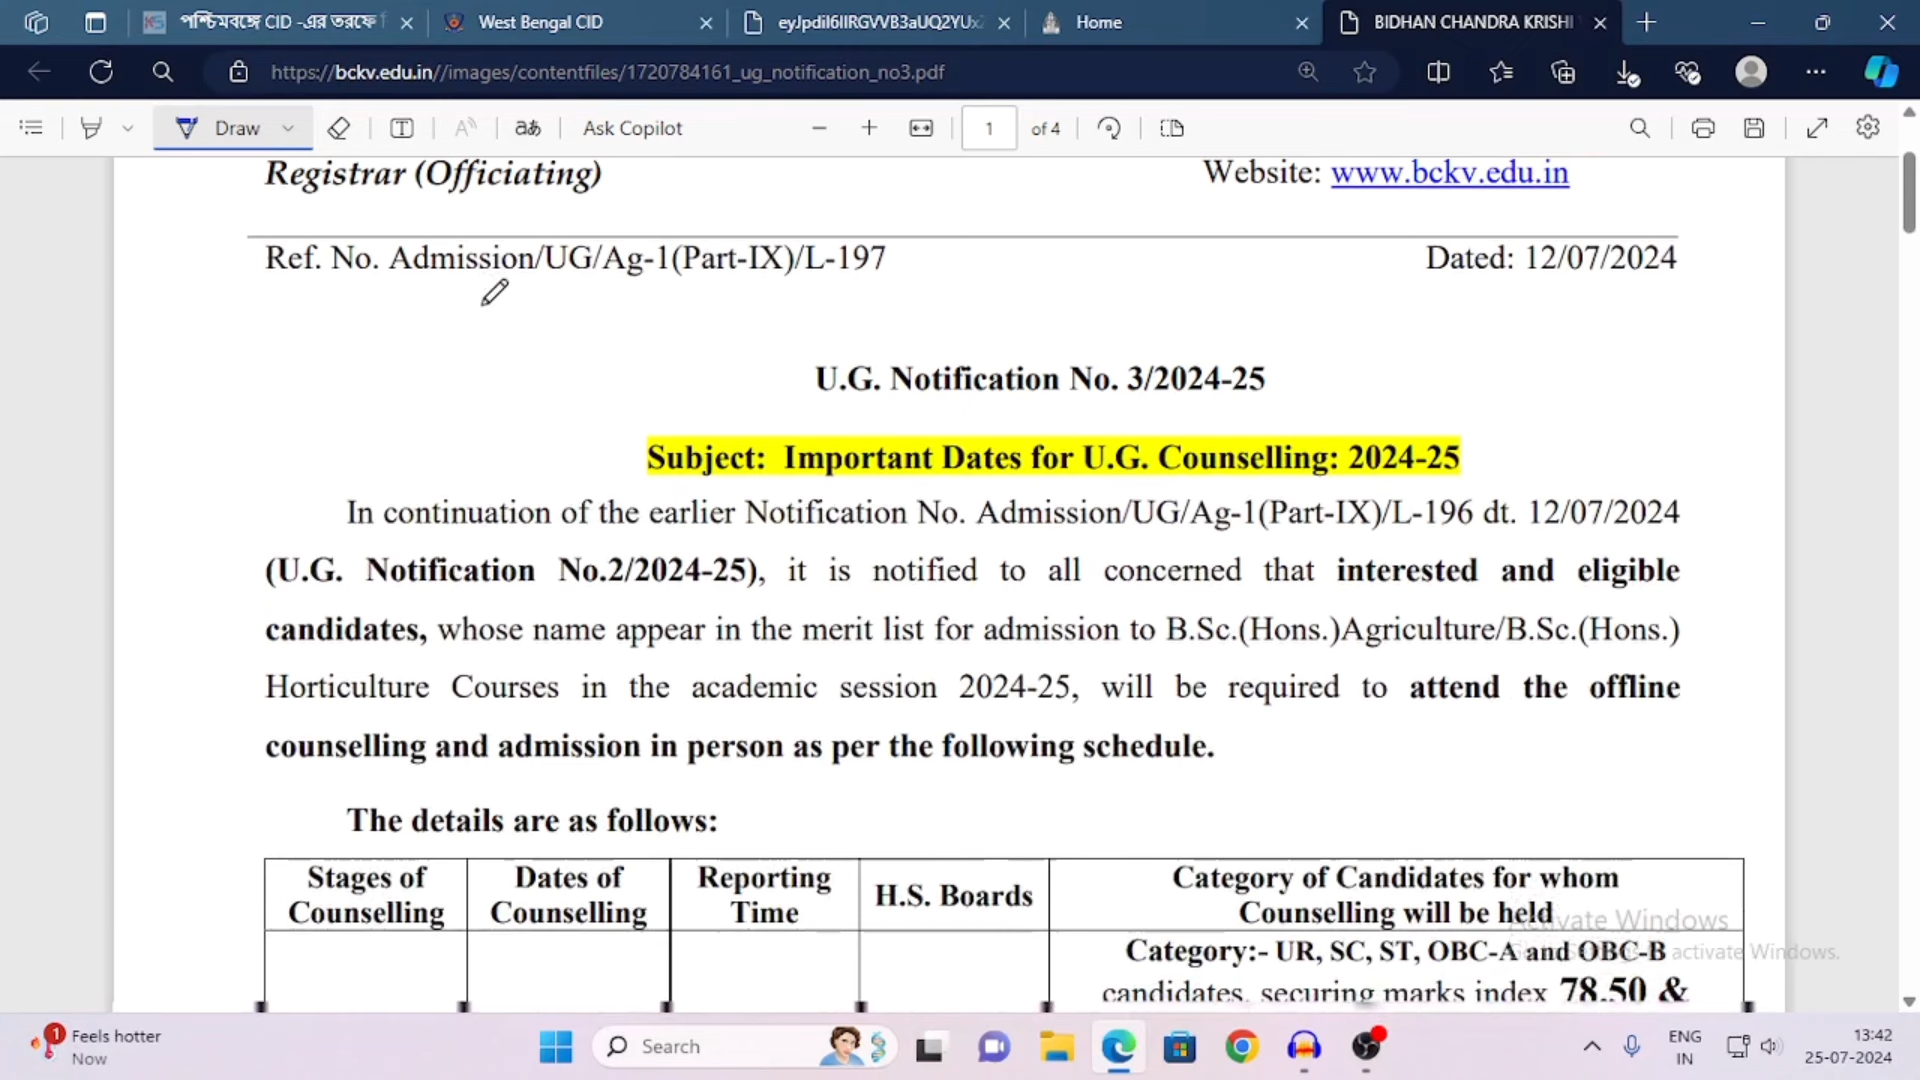 পশ্চিমবঙ্গে CID -এর তরফে
West Bengal CID
Home
BIDHAN CHANDRA KRISHI
https://bckv.edu.in//images/contentfiles/1720784161_ug_notification_no3.pdf
Draw
Ask Copilot
1 of 4
Registrar (Officiating)
Website: www.bckv.edu.in
Ref. No. Admission/UG/Ag-1(Part-IX)/L-197
Dated: 12/07/2024
U.G. Notification No. 3/2024-25
Subject: Important Dates for U.G. Counselling: 2024-25
In continuation of the earlier Notification No. Admission/UG/Ag-1(Part-IX)/L-196 dt. 12/07/2024
(U.G. Notification No.2/2024-25), it is notified to all concerned that interested and eligible
candidates, whose name appear in the merit list for admission to B.Sc.(Hons.)Agriculture/B.Sc.(Hons.)
Horticulture Courses in the academic session 2024-25, will be required to attend the offline
counselling and admission in person as per the following schedule.
The details are as follows:
Stages of Counselling
Dates of Counselling
Reporting Time
H.S. Boards
Category of Candidates for whom Counselling will be held
Category:- UR, SC, ST, OBC-A and OBC-B
candidates, securing marks index 78.50 &
Activate Windows
Go to Settings to activate Windows.
1
Feels hotter
Now
Search
ENG
IN
13:42
25-07-2024